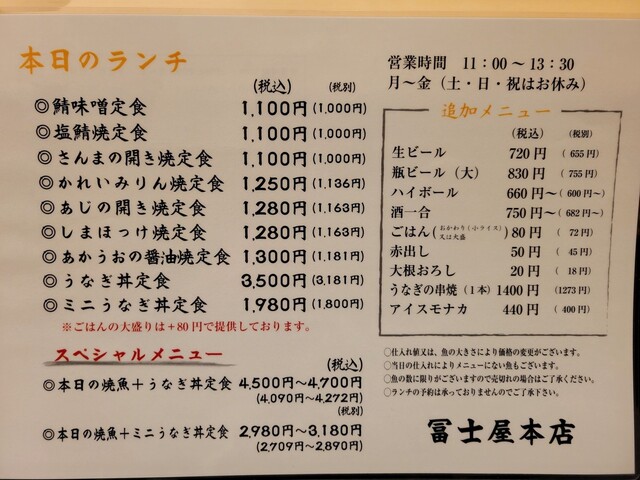 本日のランチ
(税込) (税別)
◎鯖味噌定食 1,100円 (1,000円)
◎塩鯖焼定食 1,100円 (1,000円)
◎さんまの開き焼定食 1,100円 (1,000円)
◎かれいみりん焼定食 1,250円 (1,136円)
◎あじの開き焼定食 1,280円 (1,163円)
◎しまほっけ焼定食 1,280円 (1,163円)
◎あかうおの醤油焼定食 1,300円 (1,181円)
◎うなぎ丼定食 3,500円 (3,181円)
◎ミニうなぎ丼定食 1,980円 (1,800円)
※ごはんの大盛りは+80円で提供しております。
スペシャルメニュー
(税込)
◎本日の焼魚+うなぎ丼定食 4,500円~4,700円
(4,090円~4,272円)
(税別)
◎本日の焼魚+ミニうなぎ丼定食 2,980円~3,180円
(2,709円~2,890円)
営業時間 11:00~13:30
月~金(土・日・祝はお休み)
追加メニュー
(税込) (税別)
生ビール 720円 (655円)
瓶ビール(大) 830円 (755円)
ハイボール 660円~(600円~)
酒一合 750円~(682円~)
ごはん(おかわり(小ライス)又は大盛) 80円 (72円)
赤出し 50円 (45円)
大根おろし 20円 (18円)
うなぎの串焼(1本) 1400円 (1273円)
アイスモナカ 440円 (400円)
○仕入れ値又は、魚の大きさにより価格の変更がございます。
○当日の仕入れによりメニューにない魚もございます。
○魚の数に限りがございますので売切れの場合はご了承ください。
○ランチの予約は承っておりませんのでご了承下さい。
冨士屋本店